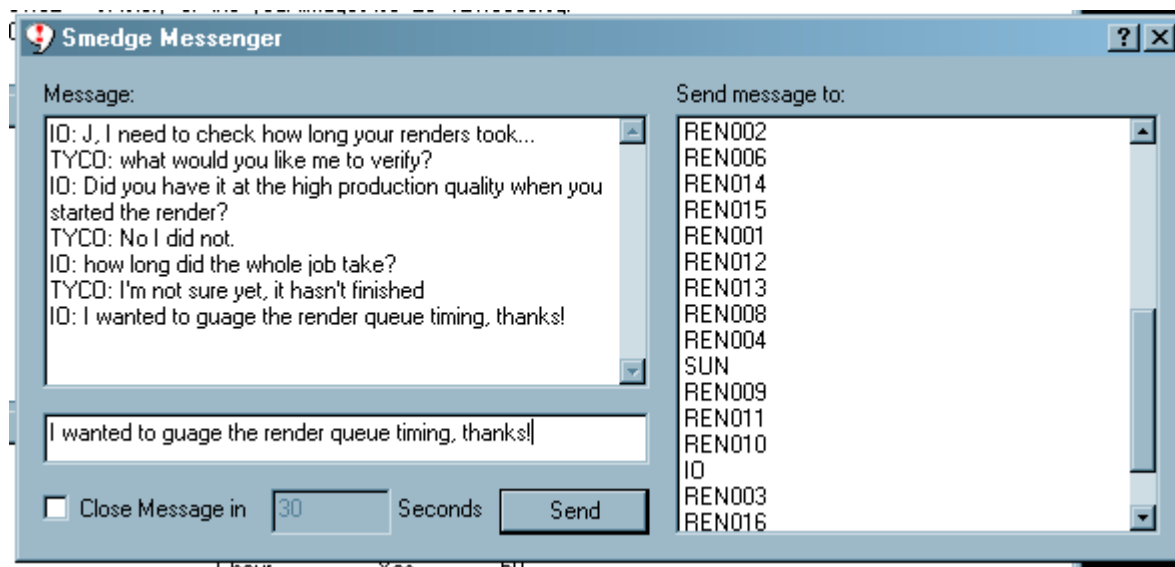 Smedge Messenger
Message:
IO: J, I need to check how long your renders took...
TYCO: what would you like me to verify?
IO: Did you have it at the high production quality when you
started the render?
TYCO: No I did not.
IO: how long did the whole job take?
TYCO: I'm not sure yet, it hasn't finished
IO: I wanted to guage the render queue timing, thanks!
I wanted to guage the render queue timing, thanks!
Close Message in 30 Seconds Send
Send message to:
REN002
REN006
REN014
REN015
REN001
REN012
REN013
REN008
REN004
SUN
REN009
REN011
REN010
IO
REN003
REN016